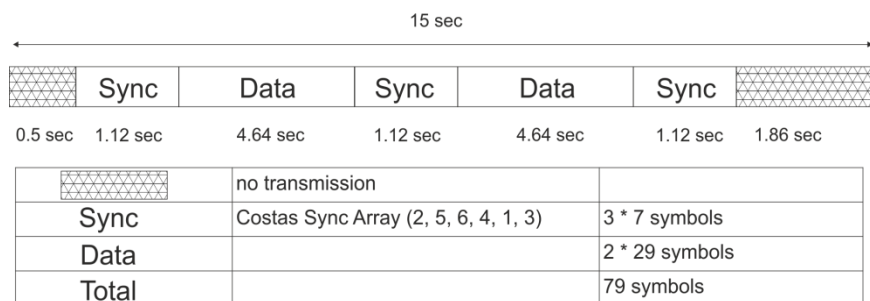 15 sec
Sync Data Sync Data Sync
0.5 sec 1.12 sec 4.64 sec 1.12 sec 4.64 sec 1.12 sec 1.86 sec
no transmission
Sync Costas Sync Array (2, 5, 6, 4, 1, 3) 3 * 7 symbols
Data 2 * 29 symbols
Total 79 symbols